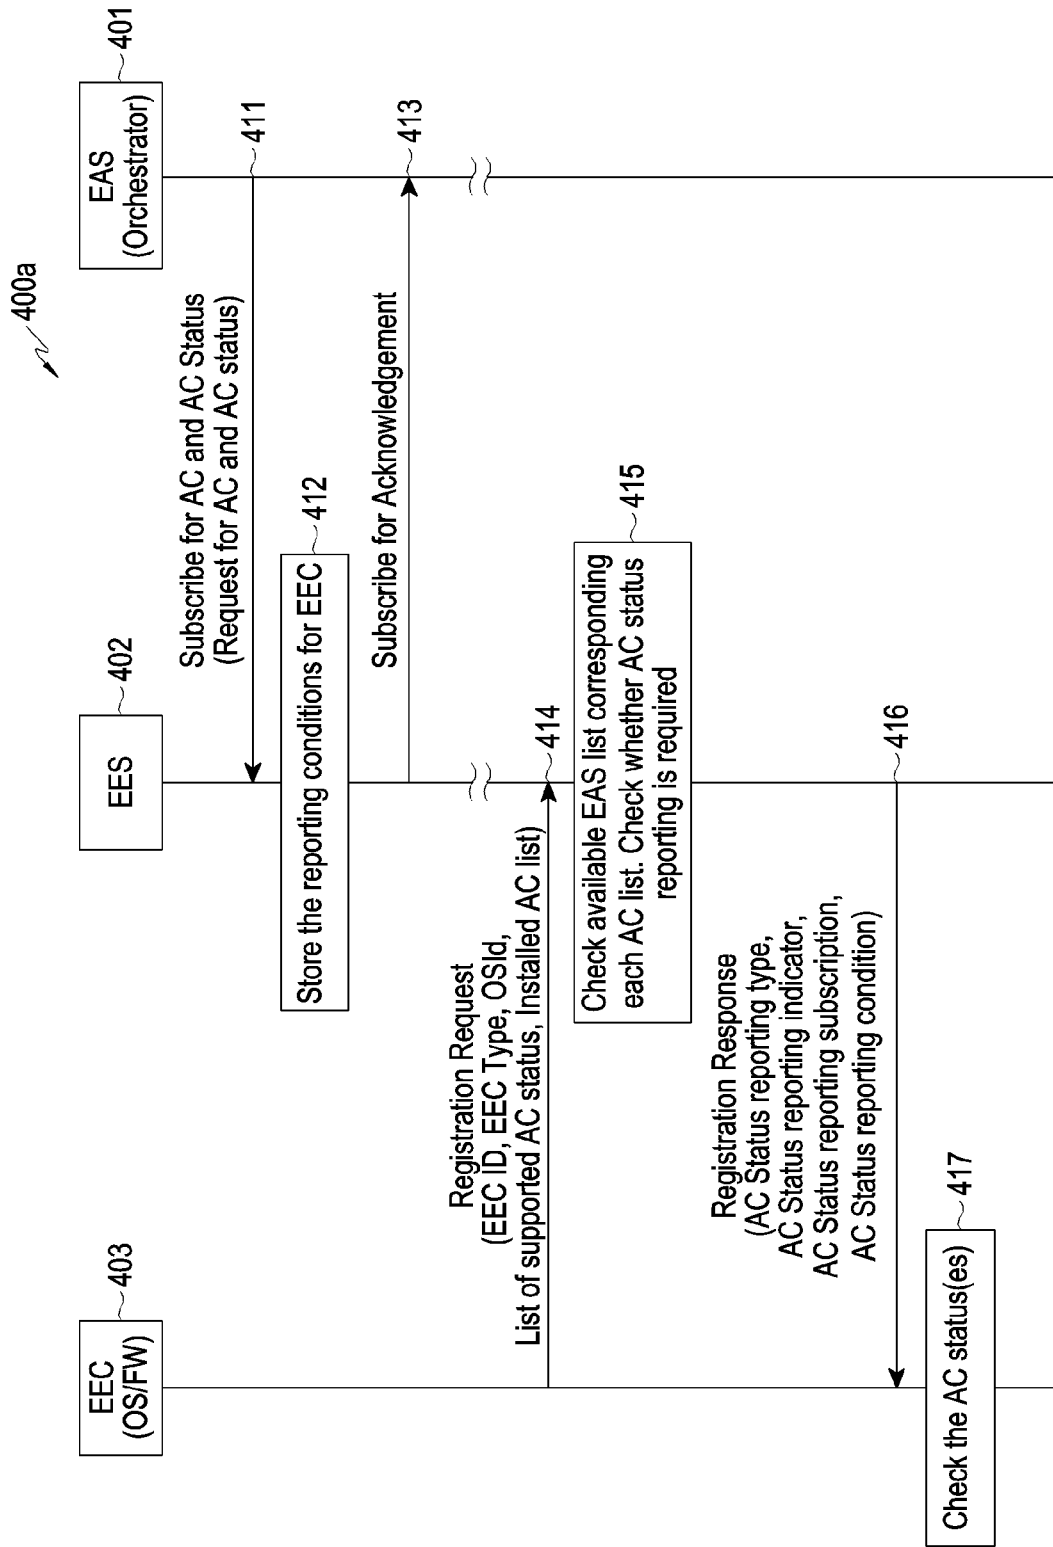 400a
EEC
(OS/FW)
403
EES
402
EAS
(Orchestrator)
401
Subscribe for AC and AC Status
(Request for AC and AC status)
411
Store the reporting conditions for EEC
412
Subscribe for Acknowledgement
413
Registration Request
(EEC ID, EEC Type, OSId,
List of supported AC status, Installed AC list)
414
Check available EAS list corresponding
each AC list. Check whether AC status
reporting is required
415
Registration Response
(AC Status reporting type,
AC Status reporting indicator,
AC Status reporting subscription,
AC Status reporting condition)
416
Check the AC status(es)
417